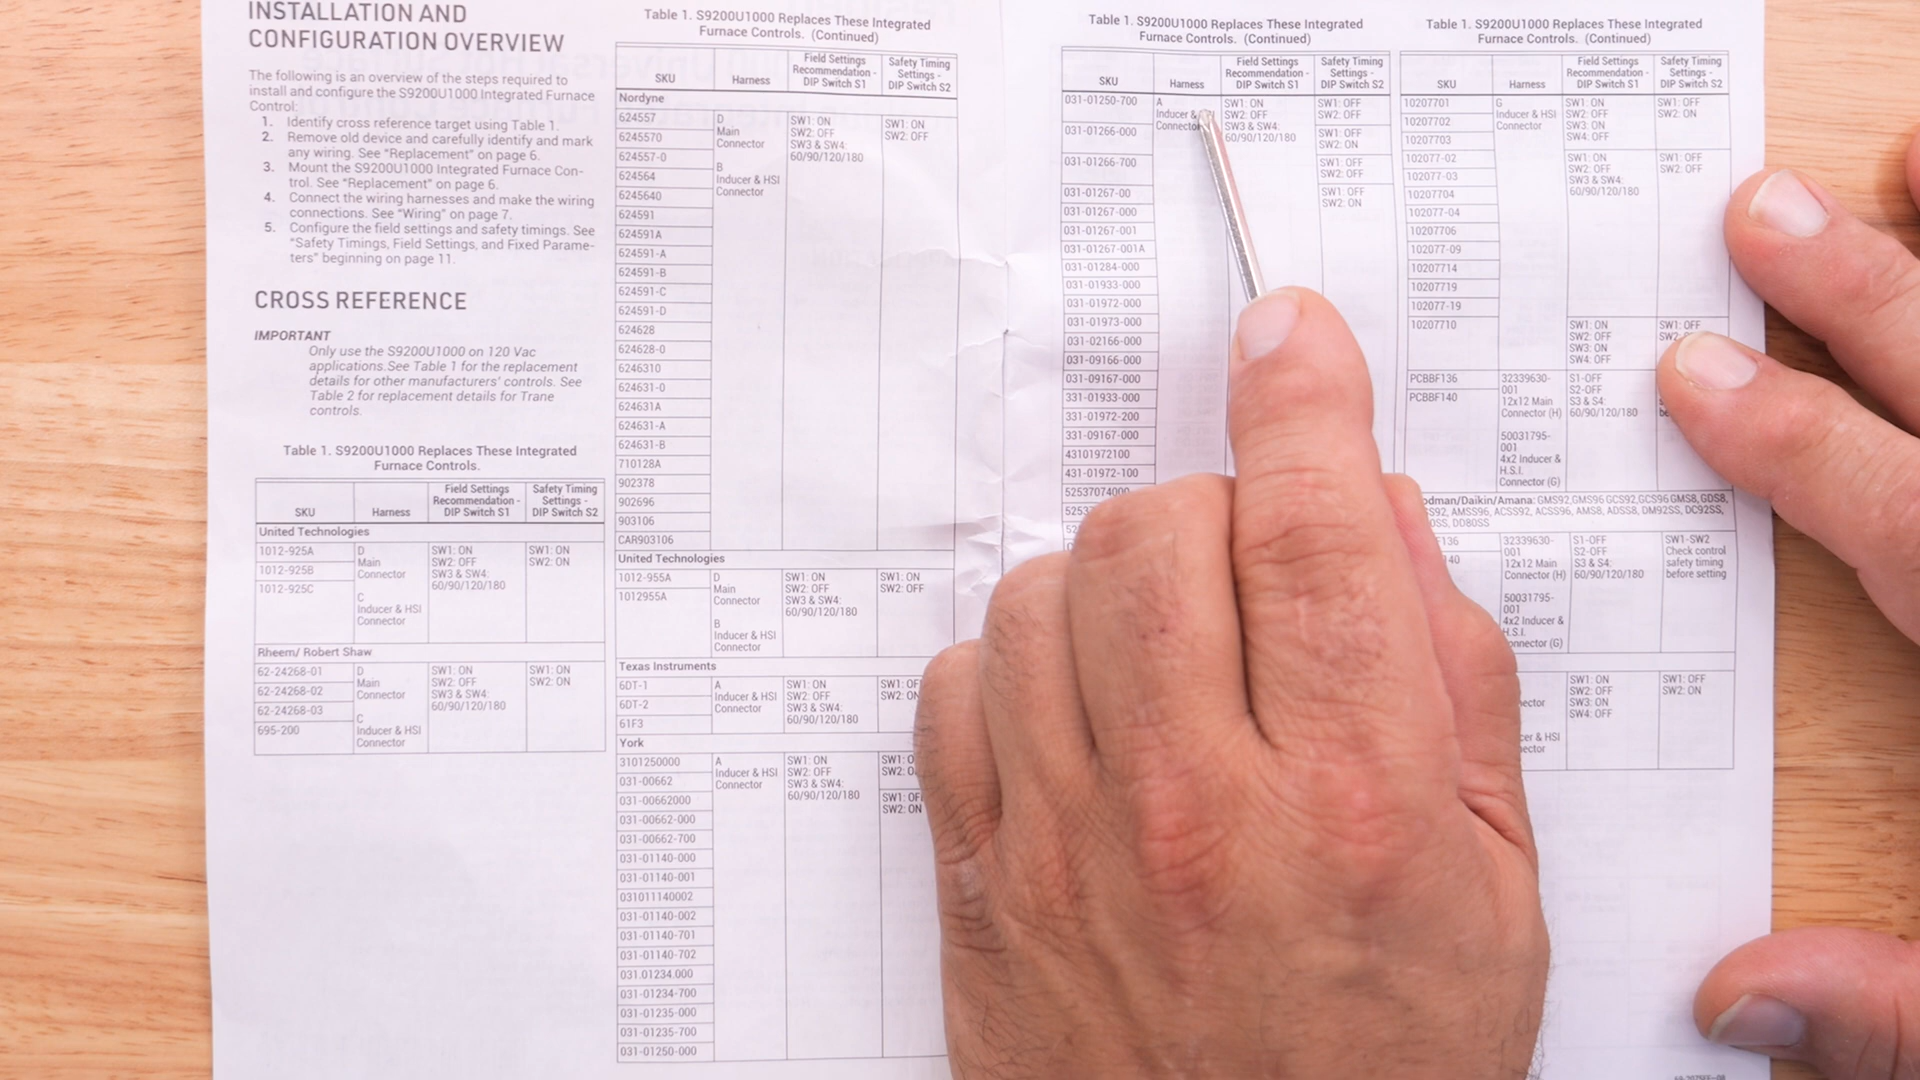 INSTALLATION AND
CONFIGURATION OVERVIEW
The following is an overview of the steps required to
install and configure the S9200U1000 Integrated Furnace
Control:
1. Identify cross reference target using Table 1.
2. Remove old device and carefully identify and mark
any wiring. See “Replacement” on page 6.
3. Mount the S9200U1000 Integrated Furnace Con-
trol. See “Replacement” on page 6.
4. Connect the wiring harnesses and make the wiring
connections. See “Wiring” on page 7.
5. Configure the field settings and safety timings. See
“Safety Timings, Field Settings, and Fixed Parame-
ters” beginning on page 11.
CROSS REFERENCE
IMPORTANT
Only use the S9200U1000 on 120 Vac
applications.See Table 1 for the replacement
details for other manufacturers’ controls. See
Table 2 for replacement details for Trane
controls.
Table 1. S9200U1000 Replaces These Integrated
Furnace Controls.
SKU
Harness
Field Settings
Recommendation -
DIP Switch S1
Safety Timing
Settings -
DIP Switch S2
United Technologies
1012-925A
1012-925B
1012-925C
D
Main
Connector
C
Inducer & HSI
Connector
SW1: ON
SW2: OFF
SW3 & SW4:
60/90/120/180
SW1: ON
SW2: ON
Rheem/ Robert Shaw
62-24268-01
62-24268-02
62-24268-03
695-200
D
Main
Connector
C
Inducer & HSI
Connector
SW1: ON
SW2: OFF
SW3 & SW4:
60/90/120/180
SW1: ON
SW2: ON
Table 1. S9200U1000 Replaces These Integrated
Furnace Controls. (Continued)
SKU
Harness
Field Settings
Recommendation -
DIP Switch S1
Safety Timing
Settings -
DIP Switch S2
Nordyne
624557
6245570
624557-0
624564
6245640
624591
624591A
624591-A
624591-B
624591-C
624591-D
624628
624628-0
6246310
624631-0
624631A
624631-A
624631-B
710128A
902378
902696
903106
CAR903106
D
Main
Connector
B
Inducer & HSI
Connector
SW1: ON
SW2: OFF
SW3 & SW4:
60/90/120/180
SW1: ON
SW2: OFF
United Technologies
1012-955A
1012955A
D
Main
Connector
B
Inducer & HSI
Connector
SW1: ON
SW2: OFF
SW3 & SW4:
60/90/120/180
SW1: ON
SW2: OFF
Texas Instruments
6DT-1
6DT-2
61F3
A
Inducer & HSI
Connector
SW1: ON
SW2: OFF
SW3 & SW4:
60/90/120/180
SW1:
SW2:
York
3101250000
031-00662
031-00662000
031-00662-000
031-00662-700
031-01140-000
031-01140-001
031011140002
031-01140-002
031-01140-701
031-01140-702
031.01234.000
031-01234-700
031-01235-000
031-01235-700
031-01250-000
A
Inducer & HSI
Connector
SW1: ON
SW2: OFF
SW3 & SW4:
60/90/120/180
SW1:
SW2:
SW1:
SW2: ON
Table 1. S9200U1000 Replaces These Integrated
Furnace Controls. (Continued)
SKU
Harness
Field Settings
Recommendation -
DIP Switch S1
Safety Timing
Settings -
DIP Switch S2
031-01250-700
031-01266-000
031-01266-700
031-01267-00
031-01267-000
031-01267-001
031-01267-001A
031-01284-000
031-01933-000
031-01972-000
031-01973-000
031-02166-000
031-09166-000
031-09167-000
331-01933-000
331-01972-200
331-09167-000
43101972100
431-01972-100
52537074000
A
Inducer &
Connector
SW1: ON
SW2: OFF
SW3 & SW4:
60/90/120/180
SW1: OFF
SW2: OFF
SW1: OFF
SW2: ON
SW1: OFF
SW2: OFF
SW1: OFF
SW2: ON
Table 1. S9200U1000 Replaces These Integrated
Furnace Controls. (Continued)
SKU
Harness
Field Settings
Recommendation -
DIP Switch S1
Safety Timing
Settings -
DIP Switch S2
10207701
10207702
10207703
102077-02
102077-03
10207704
102077-04
10207706
102077-09
10207714
10207719
102077-19
10207710
G
Inducer & HSI
Connector
SW1: ON
SW2: OFF
SW3: ON
SW4: OFF
SW1: OFF
SW2: ON
SW1: ON
SW2: OFF
SW3 & SW4:
60/90/120/180
SW1: OFF
SW2: OFF
SW1: ON
SW2: OFF
SW3: ON
SW4: OFF
SW1: OFF
PCBBF136
PCBBF140
32339630-
001
12x12 Main
Connector (H)
50031795-
001
4x2 Inducer &
H.S.I.
Connector (G)
S1-OFF
S2-OFF
S3 & S4:
60/90/120/180
GMS92,GMS96 GCS92,GCS96 GMS8, GDS8,
AMSS96, ACSS92, ACSS96, AMS8, ADSS8, DM92SS, DC92SS,
DD80SS
32339630-
001
12x12 Main
Connector (H)
50031795-
001
4x2 Inducer &
H.S.I.
(G)
S1-OFF
S2-OFF
S3 & S4:
60/90/120/180
SW1-SW2
Check control
safety timing
before setting
& HSI
SW1: ON
SW2: OFF
SW3: ON
SW4: OFF
SW1: OFF
SW2: ON